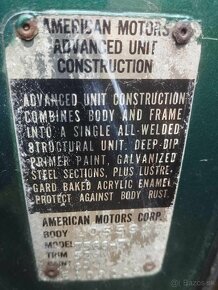 AMERICAN MOTORS
ADVANCED UNIT
CONSTRUCTION
ADVANCED UNIT CONSTRUCTION
COMBINES BODY AND FRAME
INTO A SINGLE ALL-WELDED
STRUCTURAL UNIT. DEEP-DIP
PRIMER PAINT, GALVANIZED
STEEL SECTIONS, PLUS LUSTRE-
GARD BAKED ACRYLIC ENAMEL
PROTECT AGAINST BODY RUST.
AMERICAN MOTORS CORP.
BODY
MODEL
TRIM
PAINT